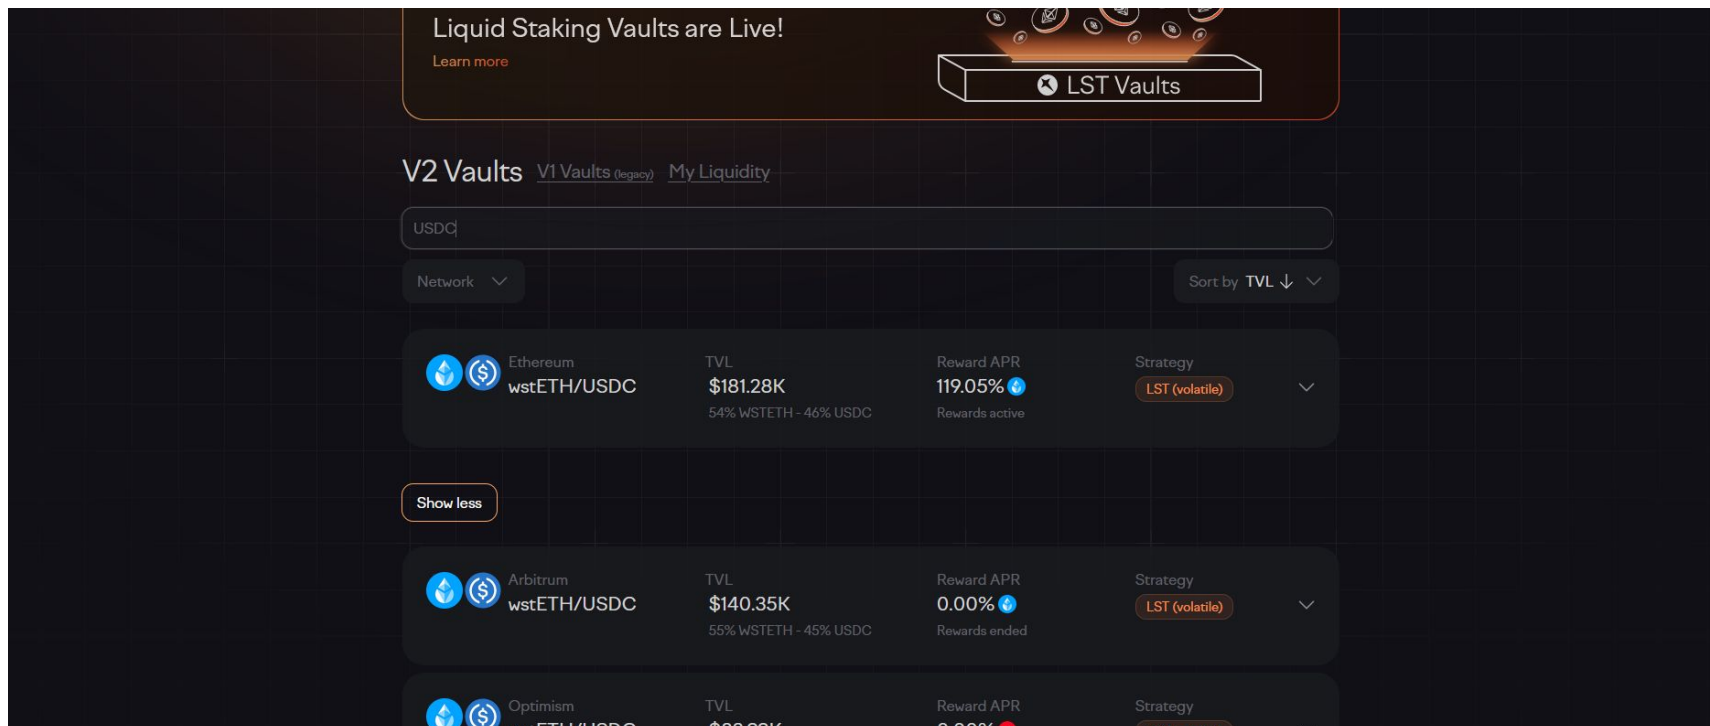 Liquid Staking Vaults are Live!
Learn more
LST Vaults
V2 Vaults V1 Vaults (legacy) My Liquidity
USDC
Network Sort by TVL ↓
Ethereum TVL Reward APR Strategy
wstETH/USDC $181.28K 119.05% LST (volatile)
54% WSTETH - 46% USDC Rewards active
Show less
Arbitrum TVL Reward APR Strategy
wstETH/USDC $140.35K 0.00% LST (volatile)
55% WSTETH - 45% USDC Rewards ended
Optimism TVL Reward APR Strategy